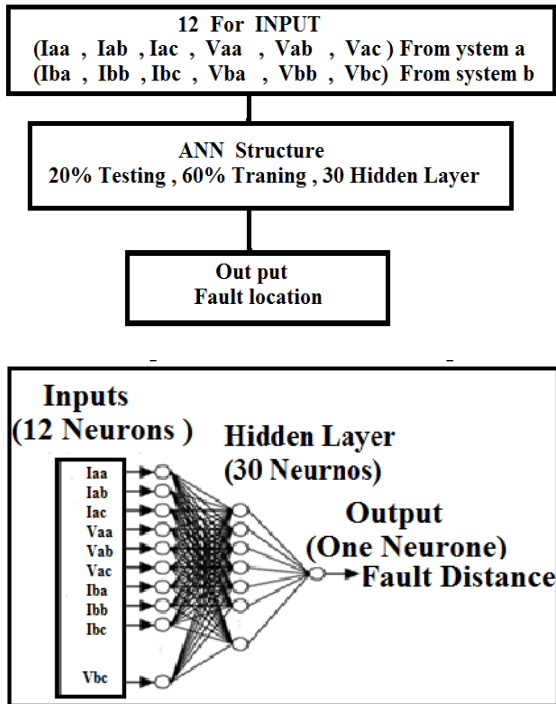 12 For INPUT
(Iaa , Iab , Iac , Vaa , Vab , Vac ) From ystem a
(Iba , Ibb , Ibc , Vba , Vbb , Vbc) From system b
ANN Structure
20% Testing , 60% Traning , 30 Hidden Layer
Out put
Fault location
Inputs
(12 Neurons )
Hidden Layer
(30 Neurnos)
Output
(One Neurone)
Fault Distance
Iaa
Iab
Iac
Vaa
Vab
Vac
Iba
Ibb
Ibc
Vbc